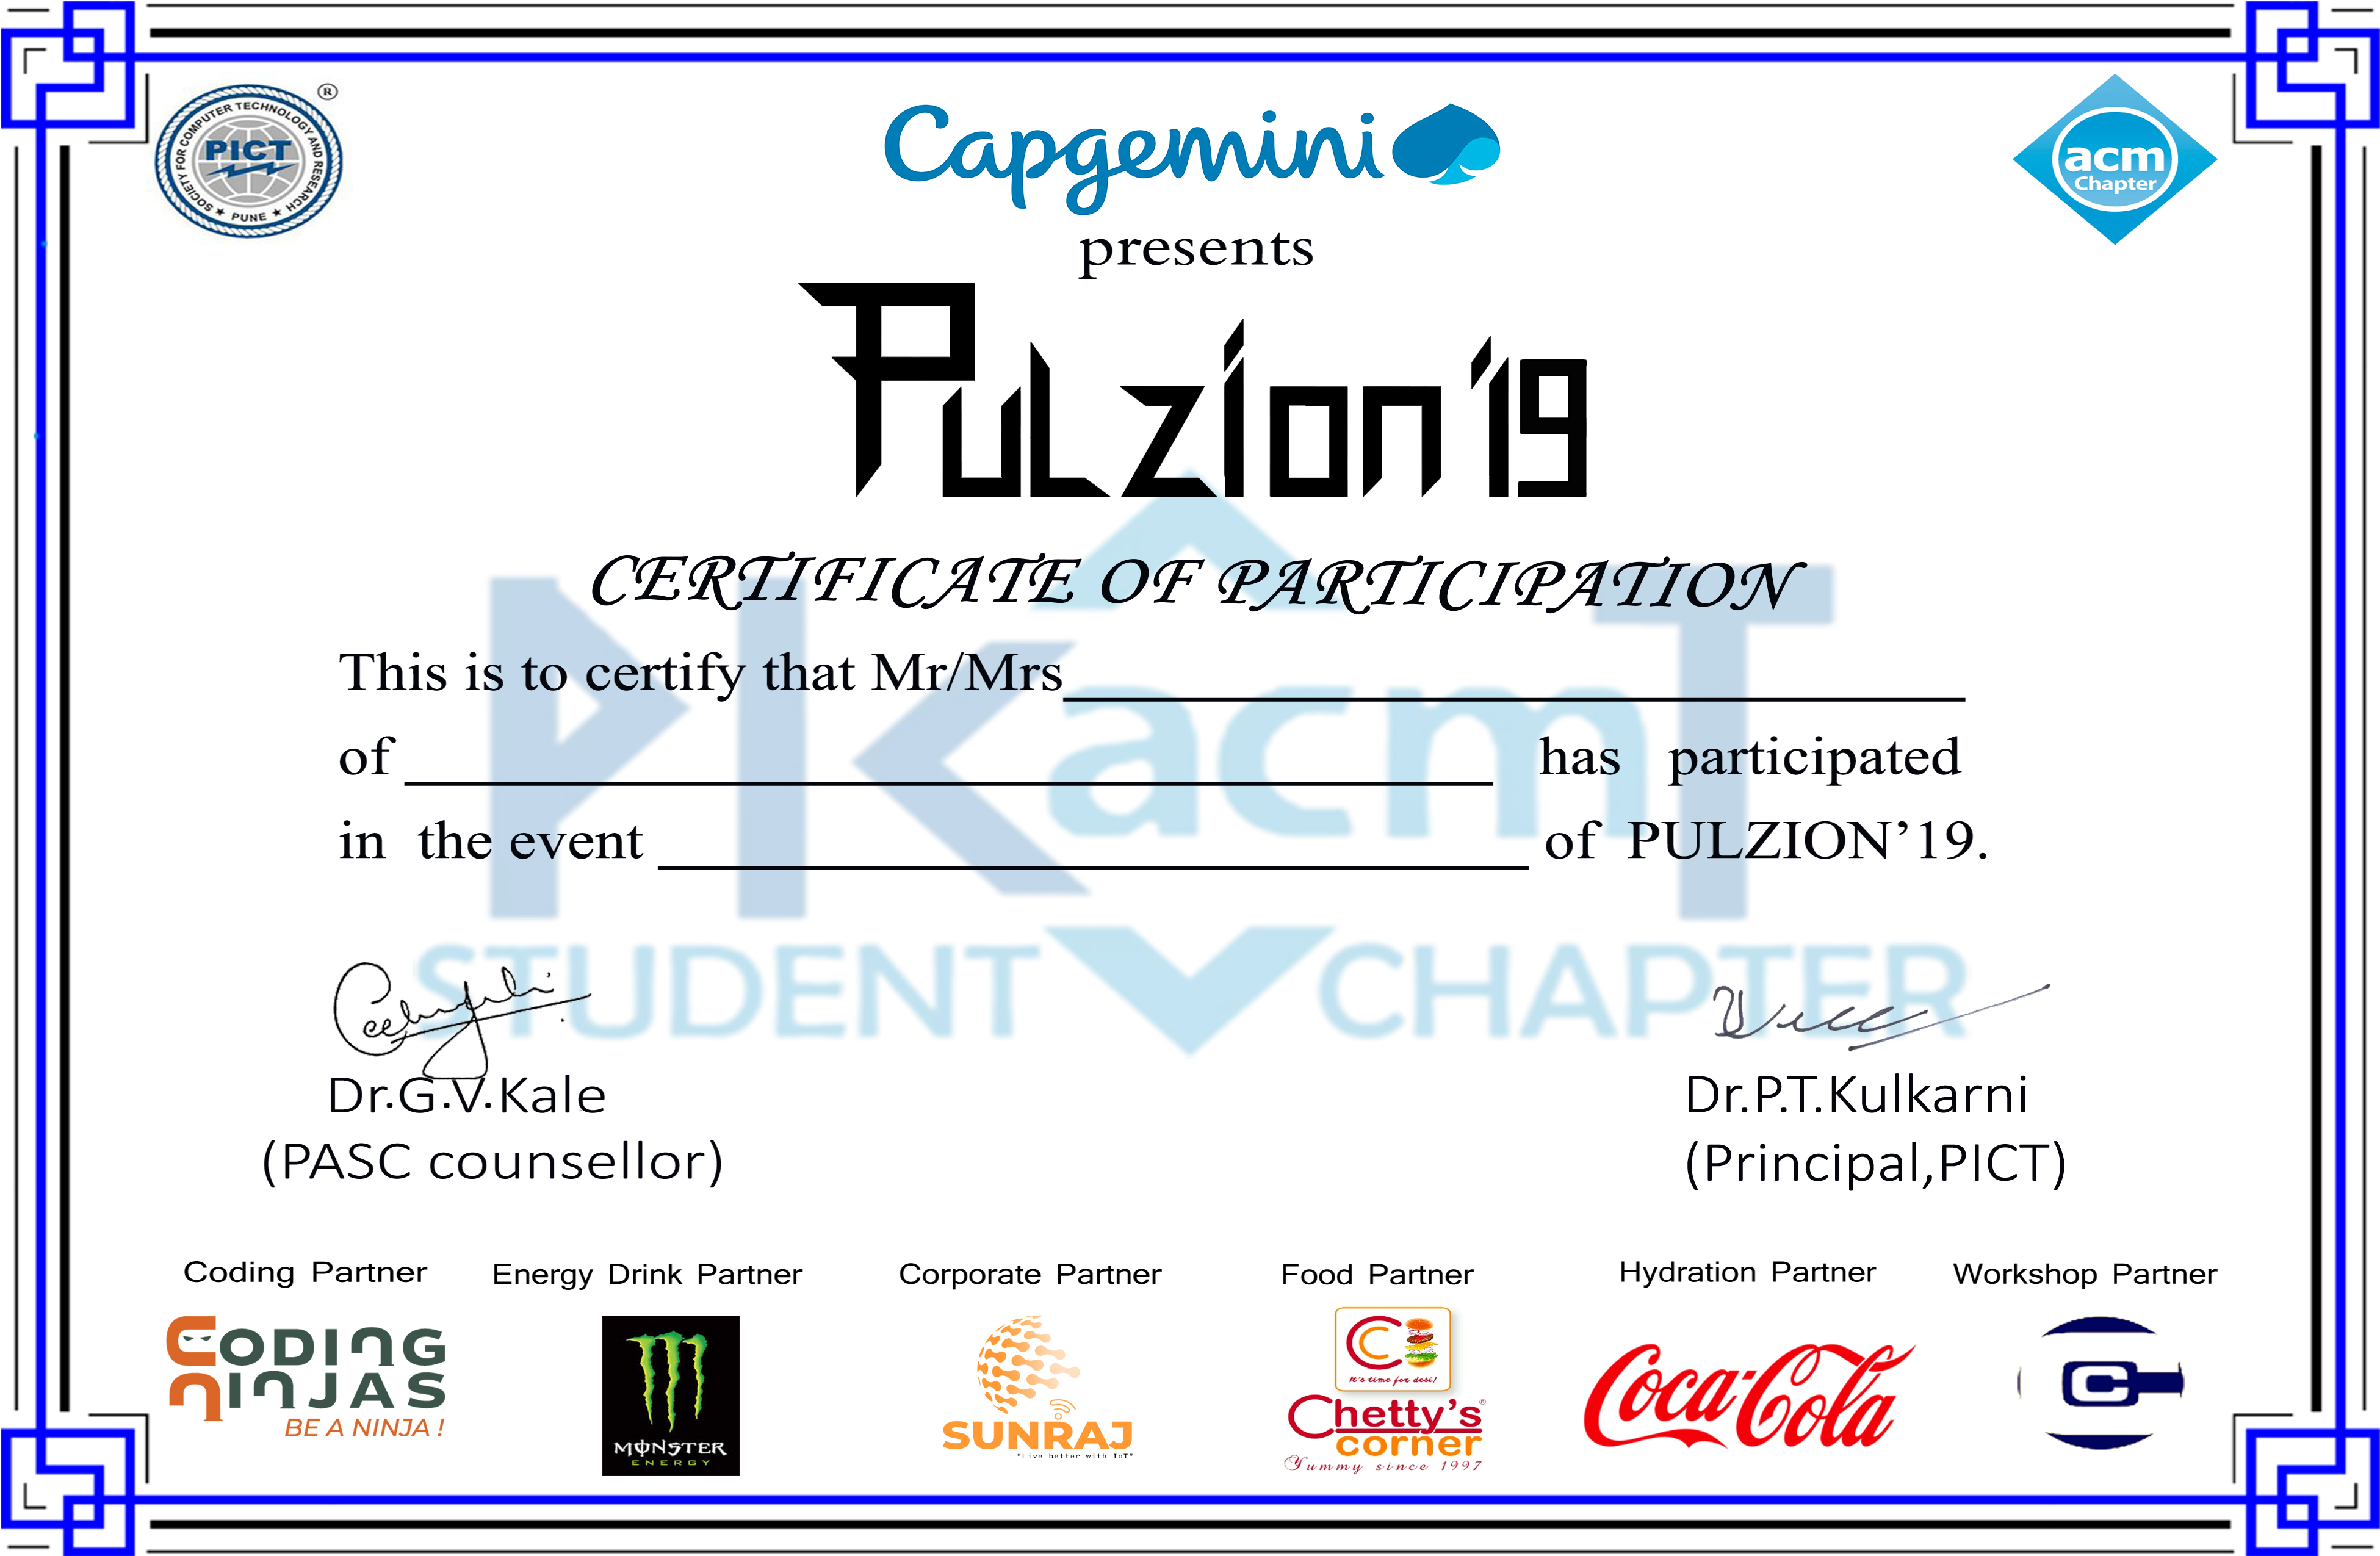 SOCIETY FOR COMPUTER TECHNOLOGY AND RESEARCH
®
PICT
★ PUNE ★
Capgemini
acm
Chapter
presents
Pulzion'19
CERTIFICATE OF PARTICIPATION
This is to certify that Mr/Mrs
of has participated
in the event of PULZION’19.
PICT
acm
STUDENT CHAPTER
Dr.G.V.Kale
(PASC counsellor)
Dr.P.T.Kulkarni
(Principal,PICT)
Coding Partner
Energy Drink Partner
Corporate Partner
Food Partner
Hydration Partner
Workshop Partner
CODING
NINJAS
BE A NINJA !
MONSTER
ENERGY
SUNRAJ
"Live better with IoT"
CC
It's time for desi!
Chetty's®
corner
Yummy since 1997
Coca-Cola
C